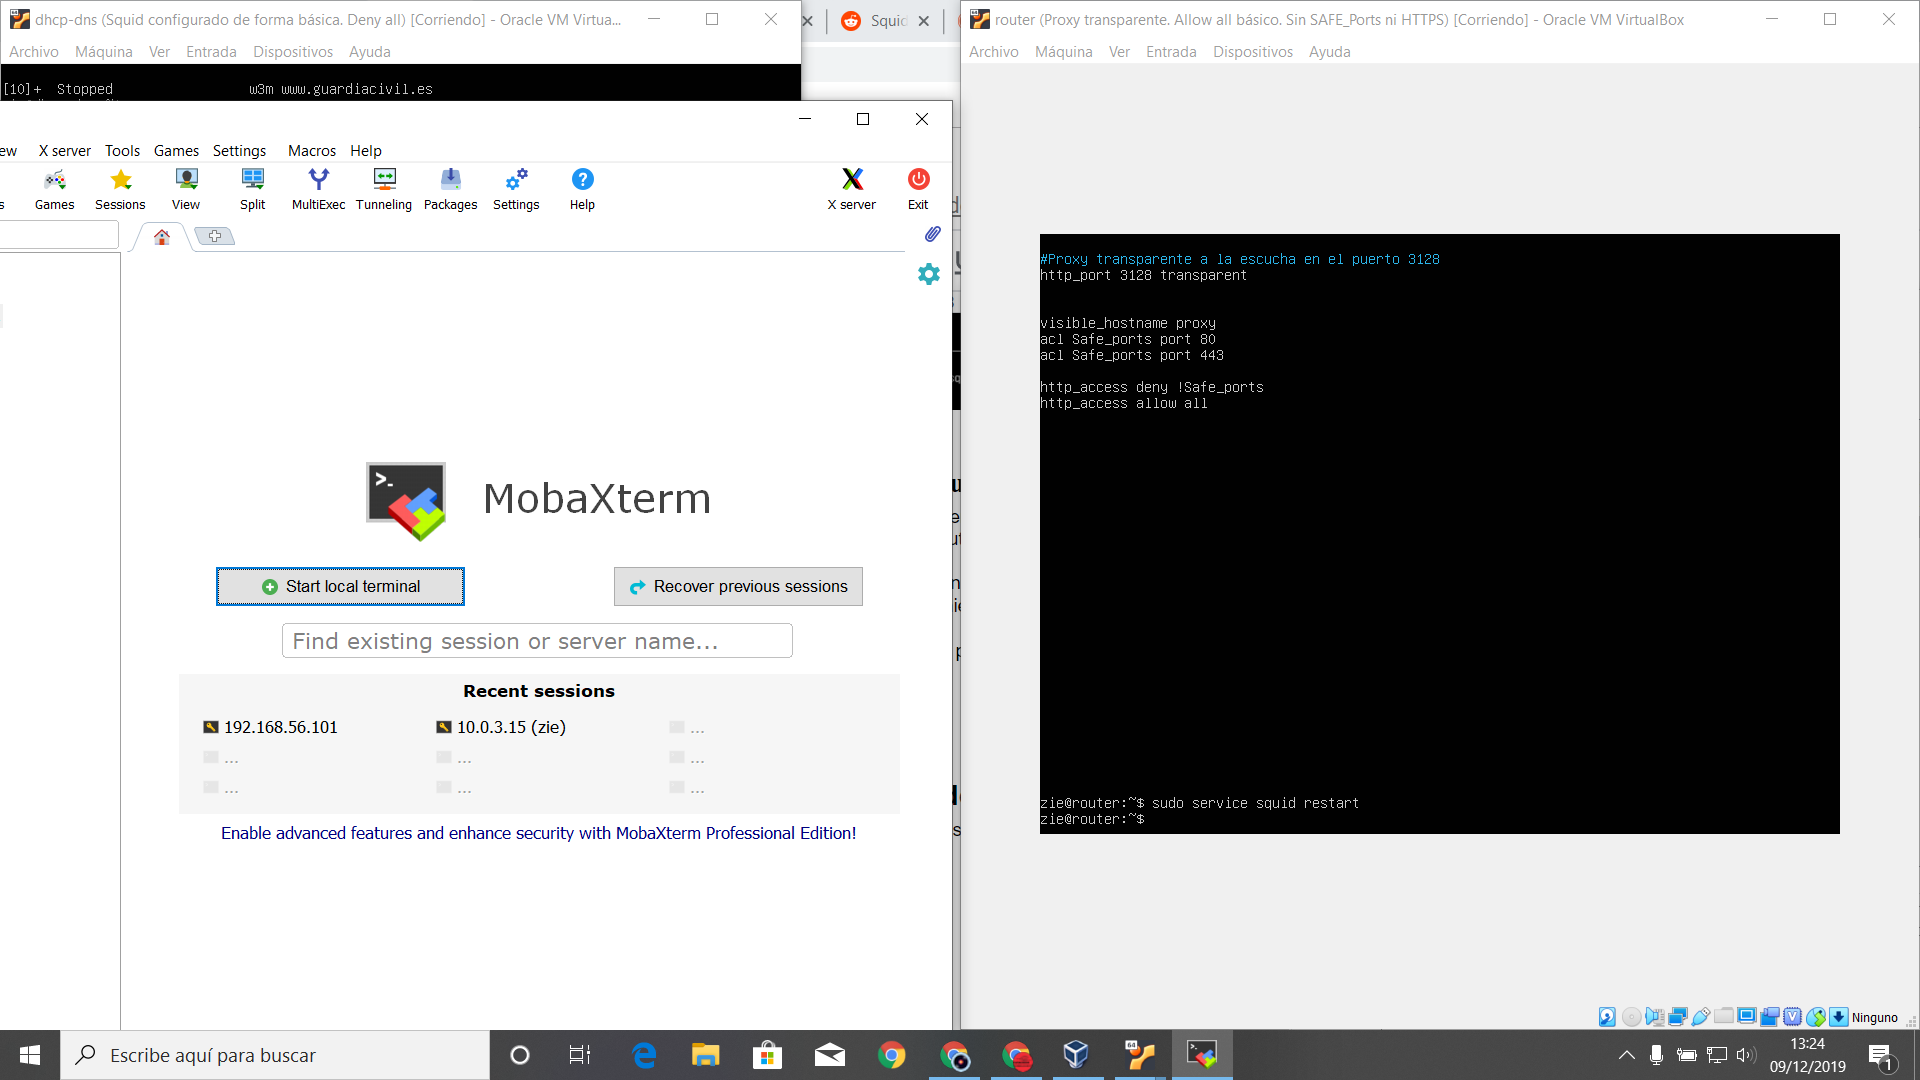 dhcp-dns (Squid configurado de forma básica. Deny all) [Corriendo] - Oracle VM Virtua...
Archivo Máquina Ver Entrada Dispositivos Ayuda
[10]+ Stopped w3m www.guardiacivil.es
Squid
router (Proxy transparente. Allow all básico. Sin SAFE_Ports ni HTTPS) [Corriendo] - Oracle VM VirtualBox
Archivo Máquina Ver Entrada Dispositivos Ayuda
ew X server Tools Games Settings Macros Help
s Games Sessions View Split MultiExec Tunneling Packages Settings Help X server Exit
MobaXterm
Start local terminal
Recover previous sessions
Find existing session or server name...
Recent sessions
192.168.56.101 10.0.3.15 (zie) ...
... ... ...
... ... ...
Enable advanced features and enhance security with MobaXterm Professional Edition!
#Proxy transparente a la escucha en el puerto 3128
http_port 3128 transparent
visible_hostname proxy
acl Safe_ports port 80
acl Safe_ports port 443
http_access deny !Safe_ports
http_access allow all
zie@router:~$ sudo service squid restart
zie@router:~$
Ninguno
Escribe aquí para buscar
13:24
09/12/2019
1